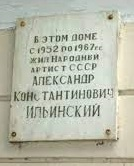 В ЭТОМ ДОМЕ
С 1952 ПО 1967 гг.
ЖИЛ НАРОДНЫЙ
АРТИСТ СССР
АЛЕКСАНДР
КОНСТАНТИНОВИЧ
ИЛЬИНСКИЙ